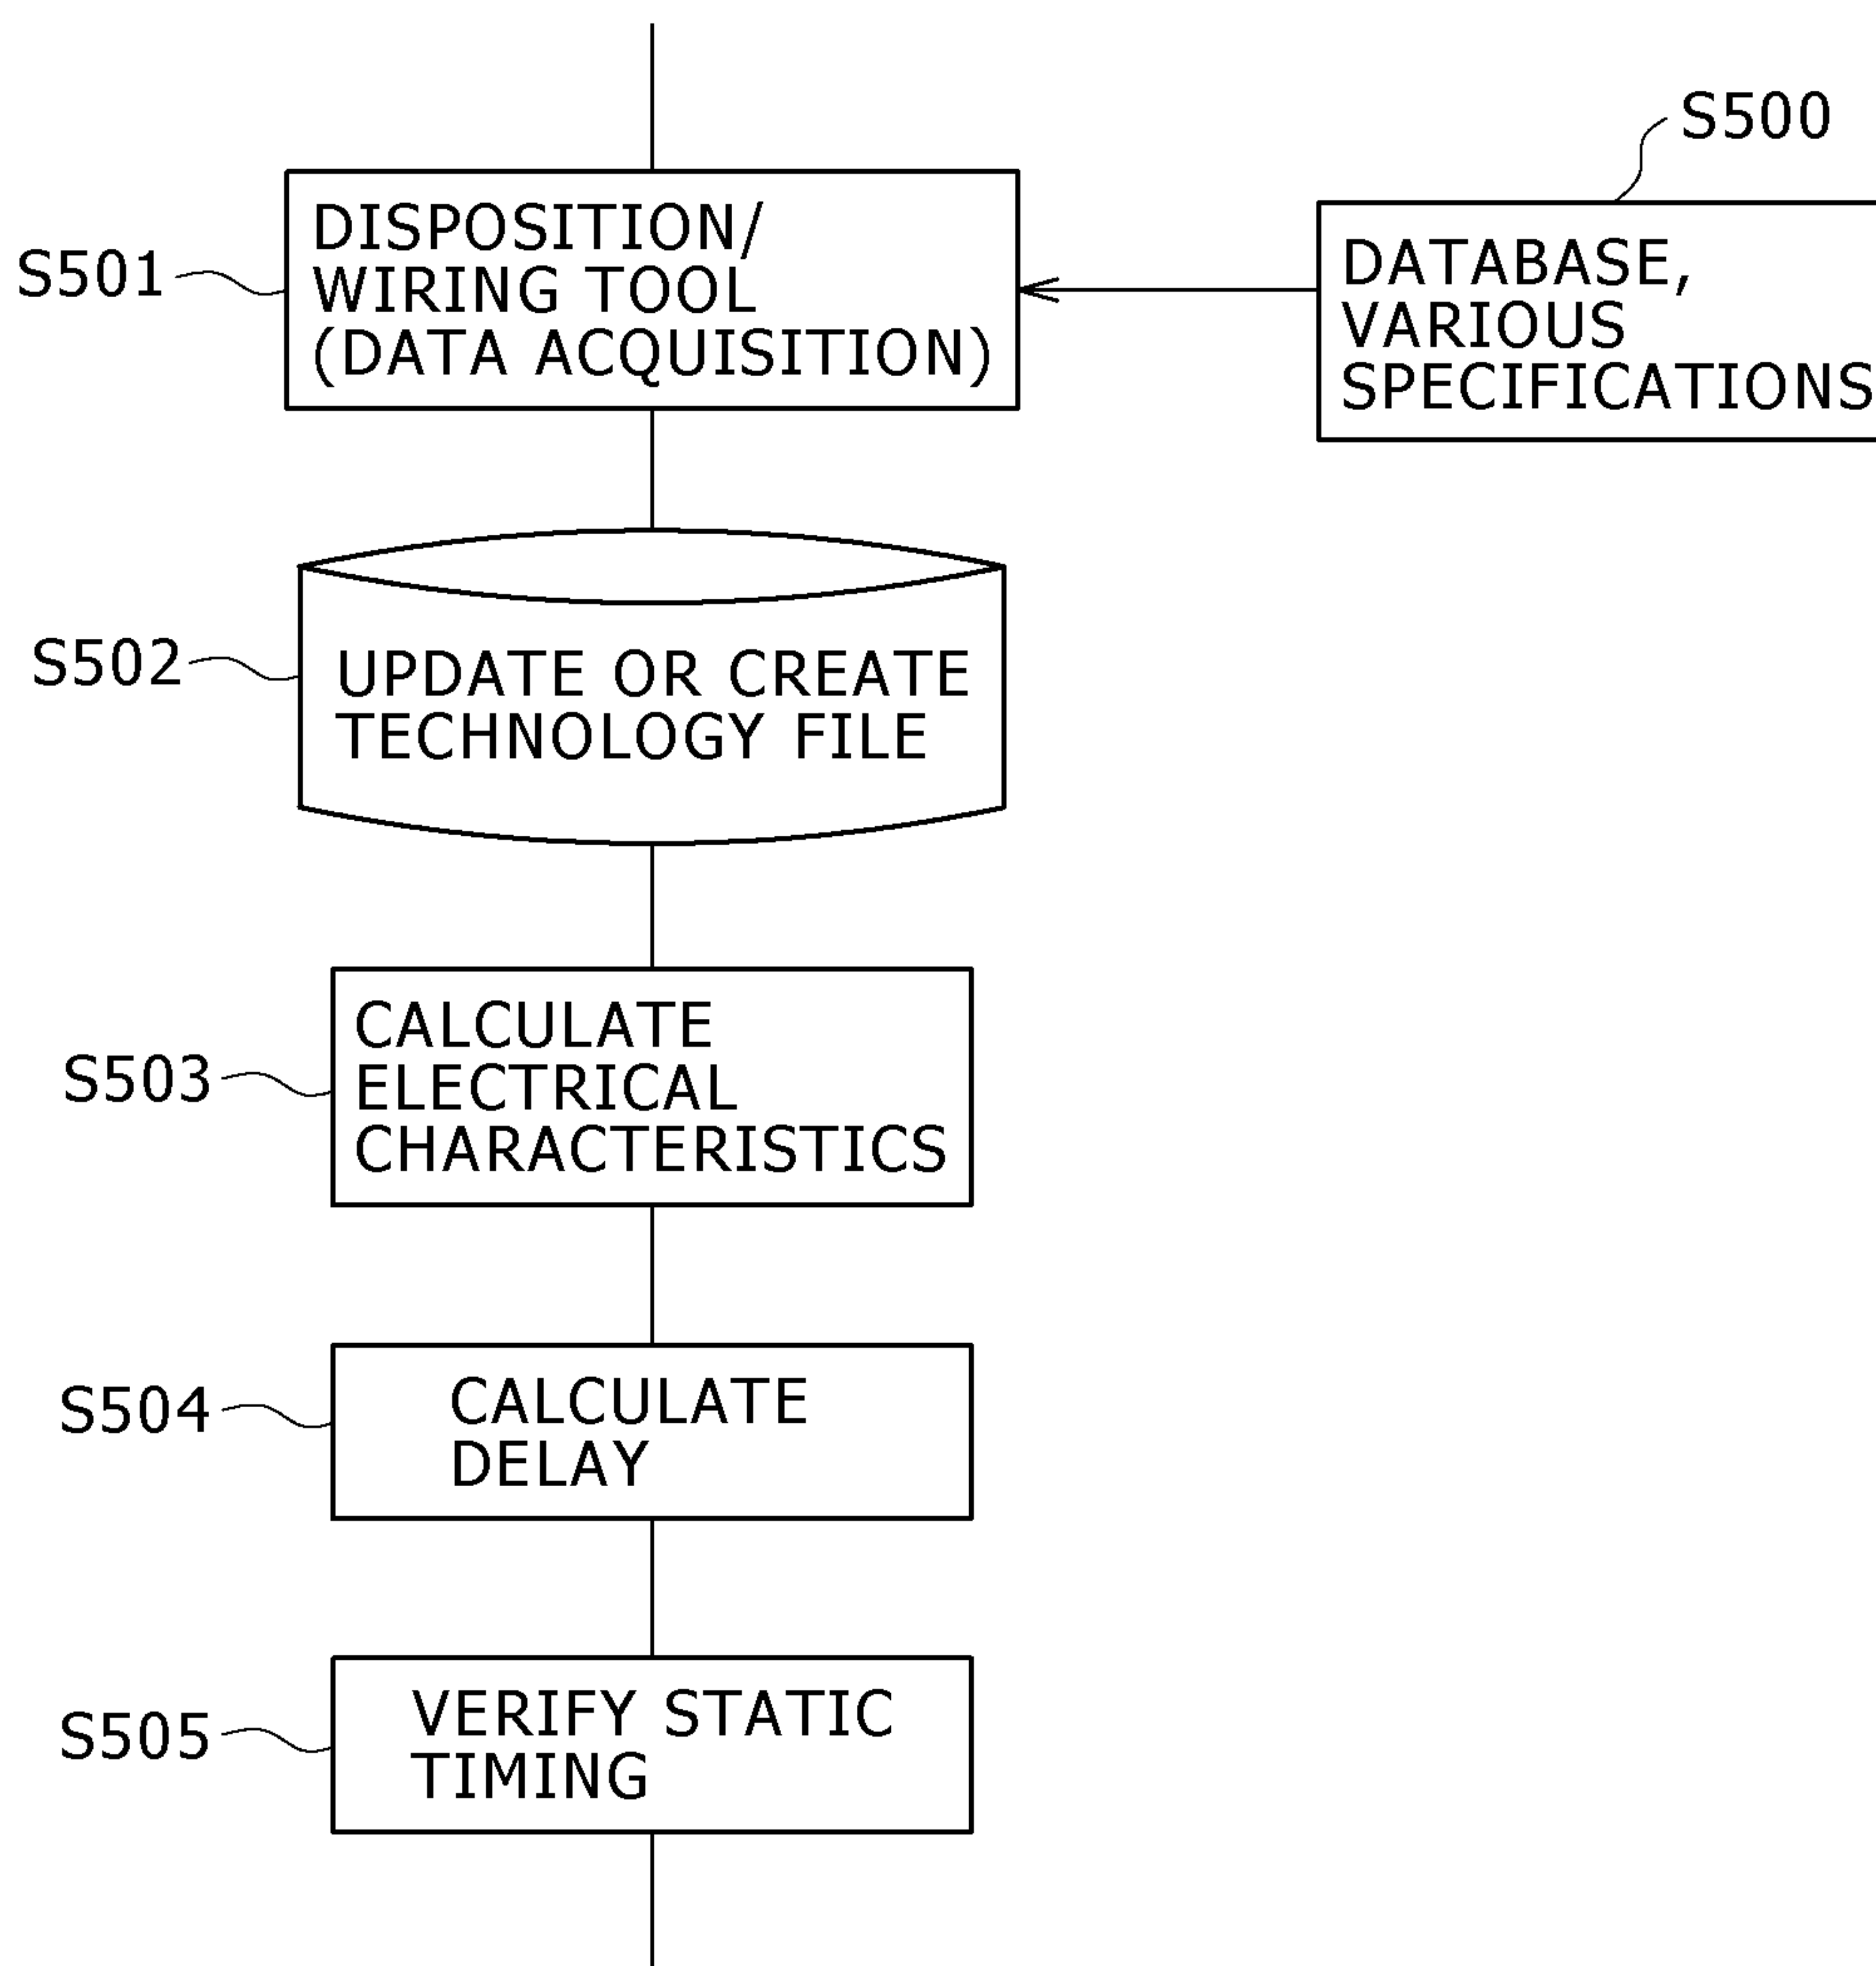 S500
S501
DISPOSITION/
WIRING TOOL
(DATA ACQUISITION)
DATABASE,
VARIOUS
SPECIFICATIONS
S502
UPDATE OR CREATE
TECHNOLOGY FILE
S503
CALCULATE
ELECTRICAL
CHARACTERISTICS
S504
CALCULATE
DELAY
S505
VERIFY STATIC
TIMING